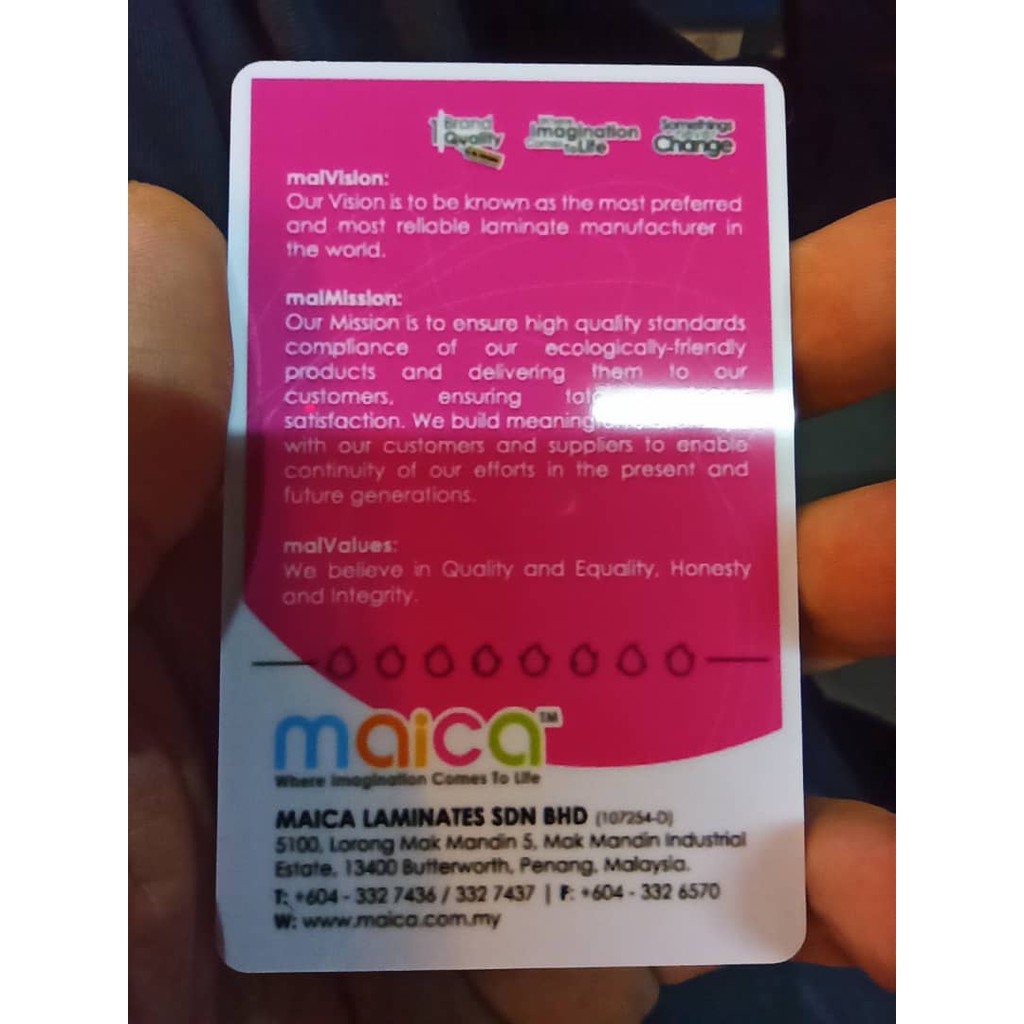 1 Brand
Quality
Imagination
Comes To Life
Somethings
Change
maiVision:
Our Vision is to be known as the most preferred
and most reliable laminate manufacturer in
the world.
maiMission:
Our Mission is to ensure high quality standards
compliance of our ecologically-friendly
products and delivering them to our
customers, ensuring
satisfaction. We build
with our customers and suppliers to enable
continuity of our efforts in the present and
future generations.
maiValues:
We believe in Quality and Equality, Honesty
and Integrity.
maica™
Where Imagination Comes To Life
MAICA LAMINATES SDN BHD (107254-D)
5100, Lorong Mak Mandin 5, Mak Mandin Industrial
Estate, 13400 Butterworth, Penang, Malaysia.
T: +604 - 332 7436 / 332 7437 | F: +604 - 332 6570
W: www.maica.com.my